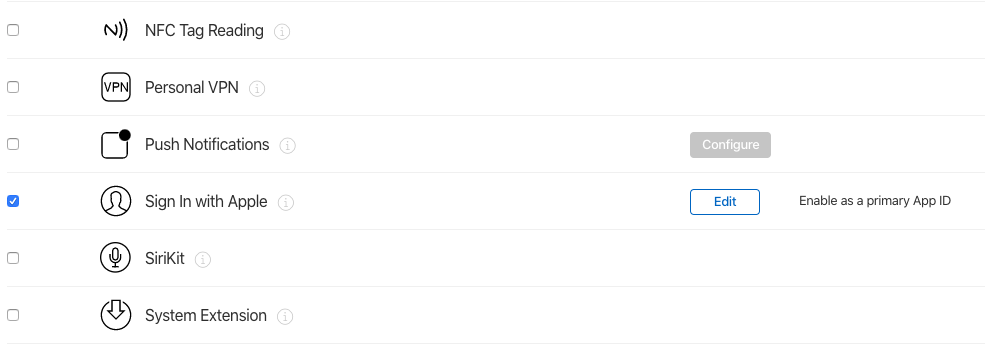 NFC Tag Reading
VPN Personal VPN
Push Notifications Configure
Sign In with Apple Edit Enable as a primary App ID
SiriKit
System Extension